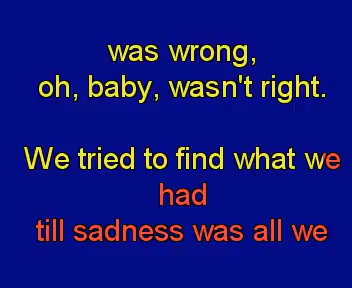 was wrong,
oh, baby, wasn't right.
We tried to find what we
had
till sadness was all we